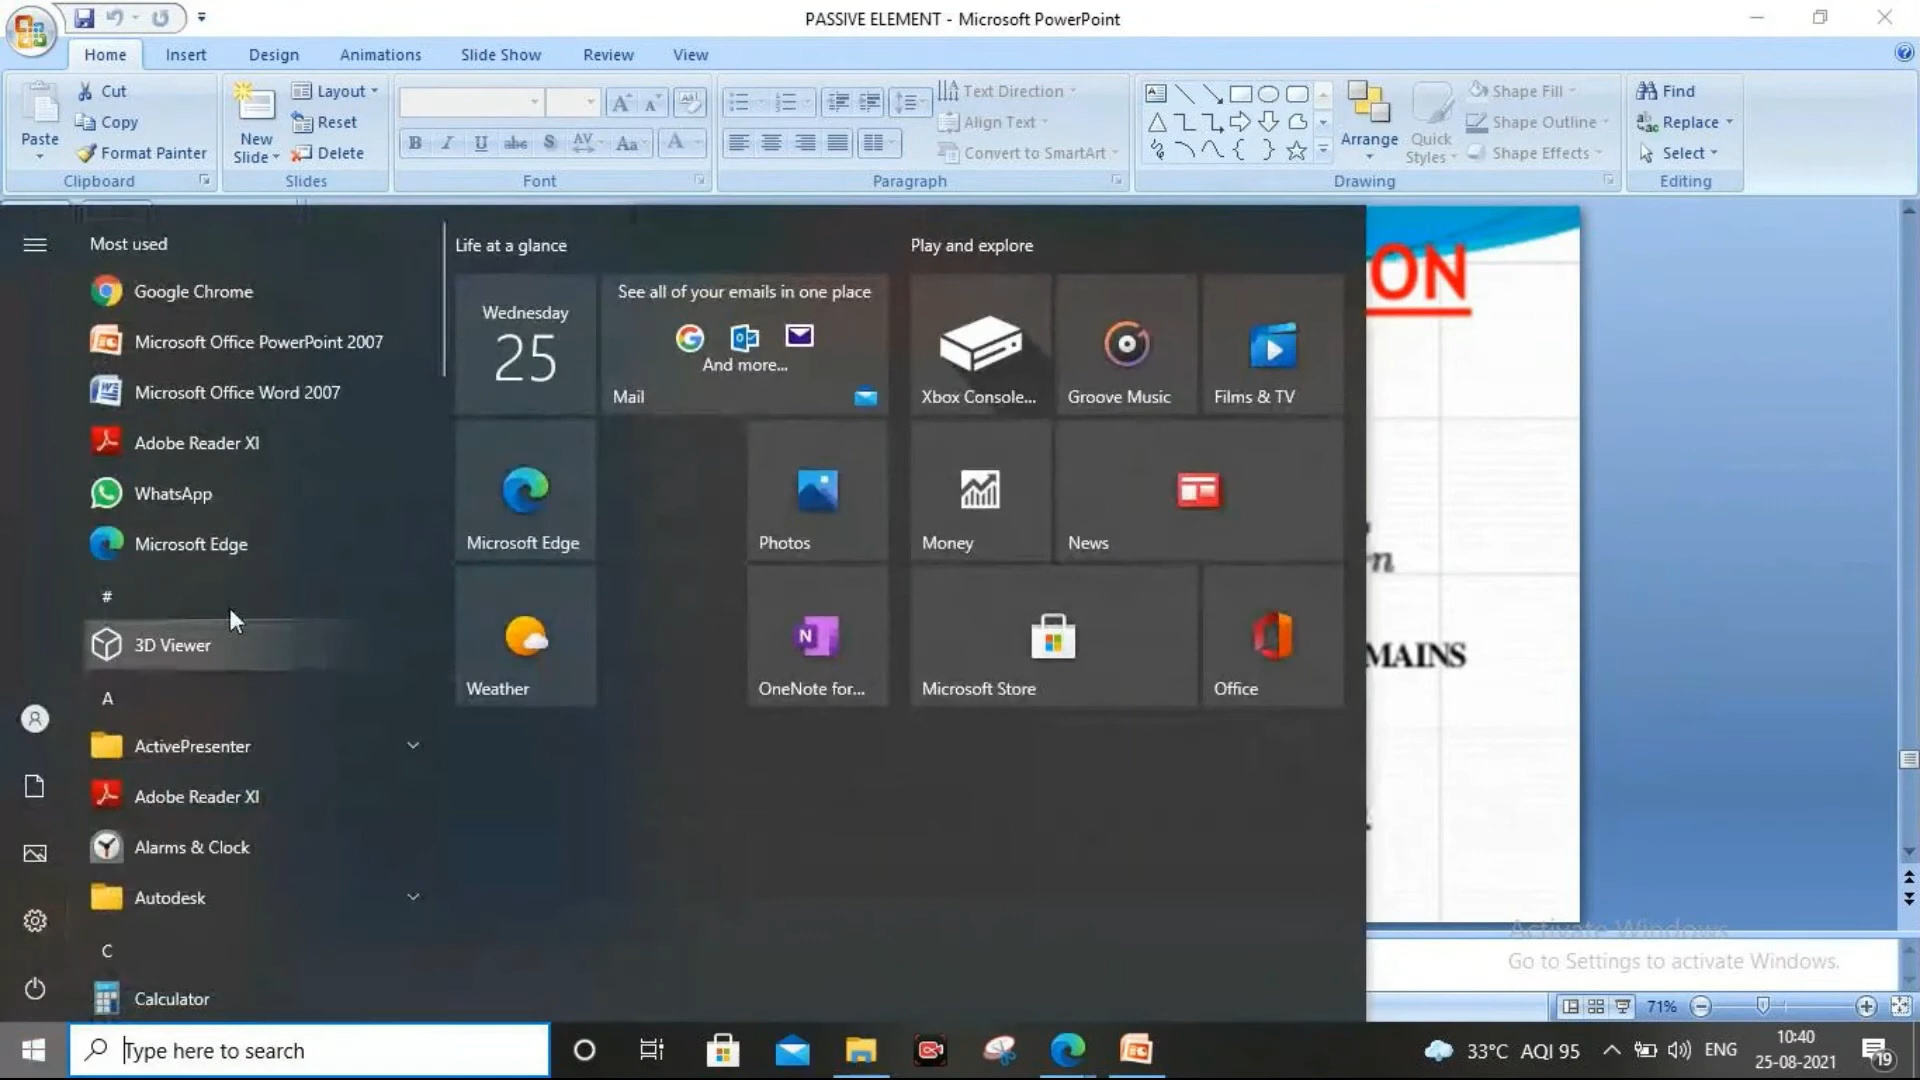 PASSIVE ELEMENT - Microsoft PowerPoint
Home Insert Design Animations Slide Show Review View
Paste
Cut
Copy
Format Painter
Clipboard
New
Slide
Layout
Reset
Delete
Slides
Font
Text Direction
Align Text
Convert to SmartArt
Paragraph
Arrange
Quick
Styles
Shape Fill
Shape Outline
Shape Effects
Drawing
Find
Replace
Select
Editing
Most used
Google Chrome
Microsoft Office PowerPoint 2007
Microsoft Office Word 2007
Adobe Reader XI
WhatsApp
Microsoft Edge
#
3D Viewer
A
ActivePresenter
Adobe Reader XI
Alarms & Clock
Autodesk
C
Calculator
Life at a glance
Wednesday
25
See all of your emails in one place
And more...
Mail
Microsoft Edge
Photos
Weather
OneNote for...
Play and explore
Xbox Console...
Groove Music
Films & TV
Money
News
Microsoft Store
Office
ON
n
MAINS
Activate Windows
Go to Settings to activate Windows.
71%
Type here to search
33°C AQI 95
ENG
10:40
25-08-2021
19